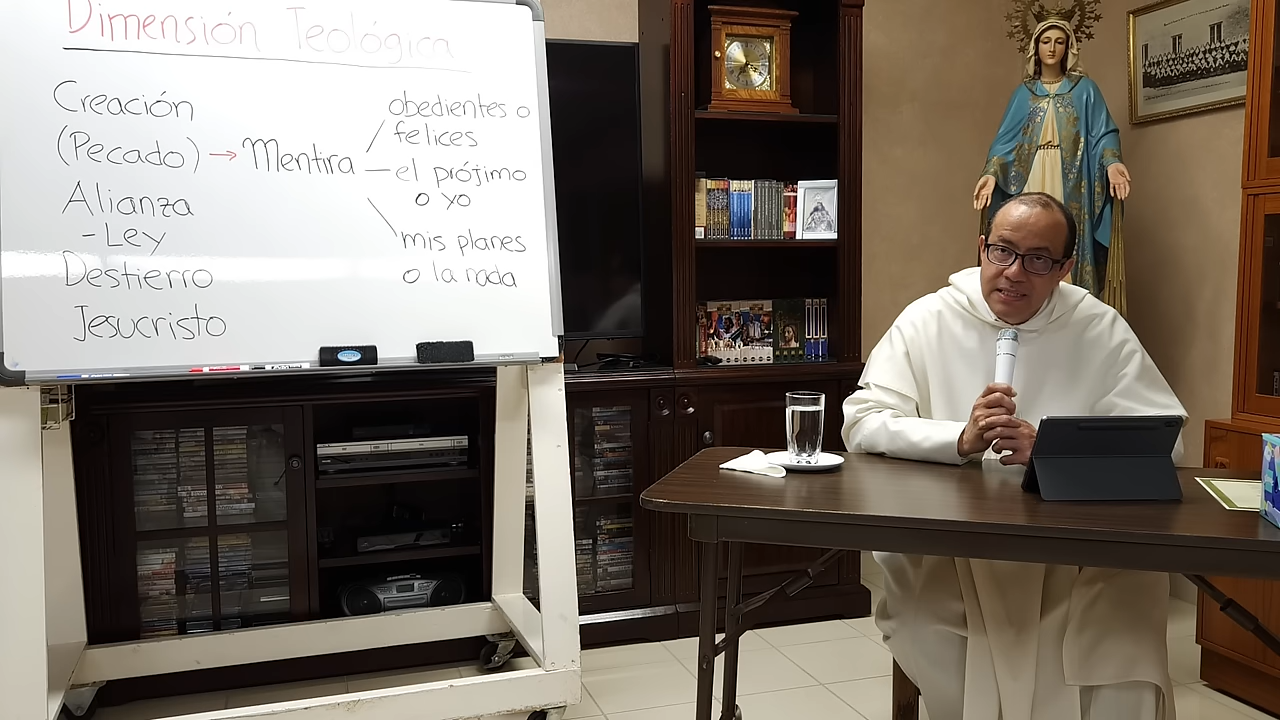 Dimensión Teológica
Creación
(Pecado) → Mentira
Alianza
-Ley
Destierro
Jesucristo
obedientes o
felices
el prójimo
o yo
mis planes
o la nada